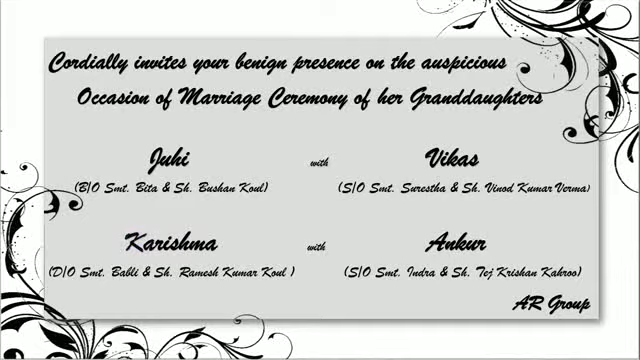 Cordially invites your benign presence on the auspicious
Occasion of Marriage Ceremony of her Granddaughters
Juhi with Vikas
(B/O Smt. Bita & Sh. Bushan Koul) (S/O Smt. Surestha & Sh. Vinod Kumar Verma)
Karishma with Ankur
(D/O Smt. Babli & Sh. Ramesh Kumar Koul ) (S/O Smt. Indra & Sh. Tej Krishan Kahroo)
AR Group